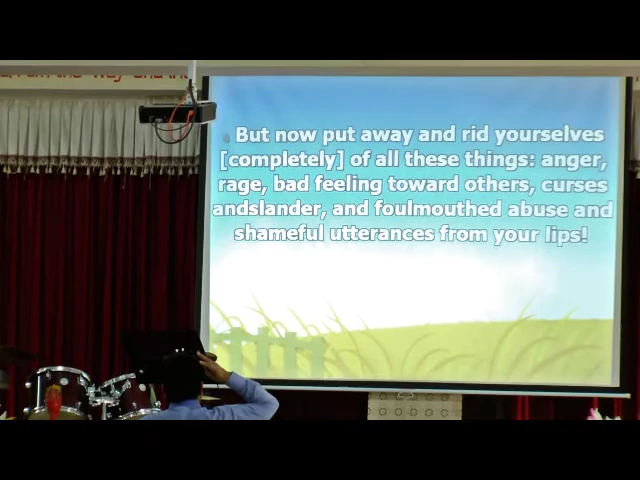 But now put away and rid yourselves
[completely] of all these things: anger,
rage, bad feeling toward others, curses
andslander, and foulmouthed abuse and
shameful utterances from your lips!